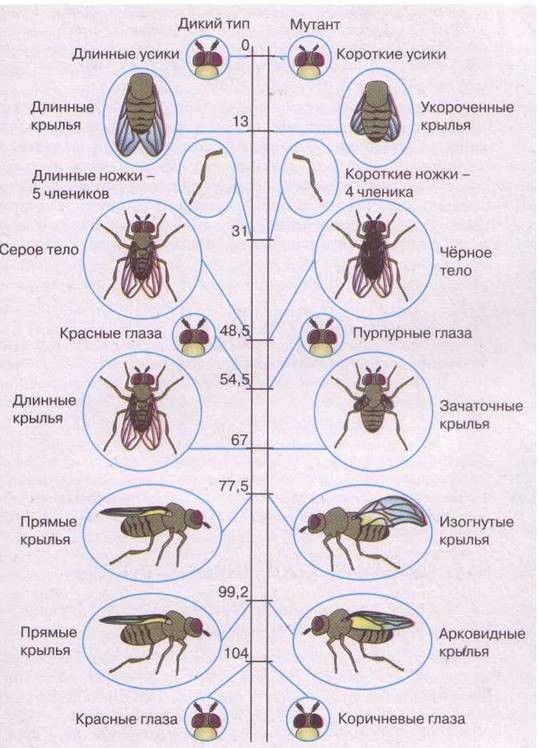 Дикий тип
Мутант
Длинные усики
0
Короткие усики
Длинные
крылья
13
Укороченные
крылья
Длинные ножки –
5 члеников
Короткие ножки –
4 членика
31
Серое тело
Чёрное
тело
Красные глаза
48,5
Пурпурные глаза
54,5
Длинные
крылья
Зачаточные
крылья
67
77,5
Прямые
крылья
Изогнутые
крылья
99,2
Прямые
крылья
Арковидные
крылья
104
Красные глаза
Коричневые глаза